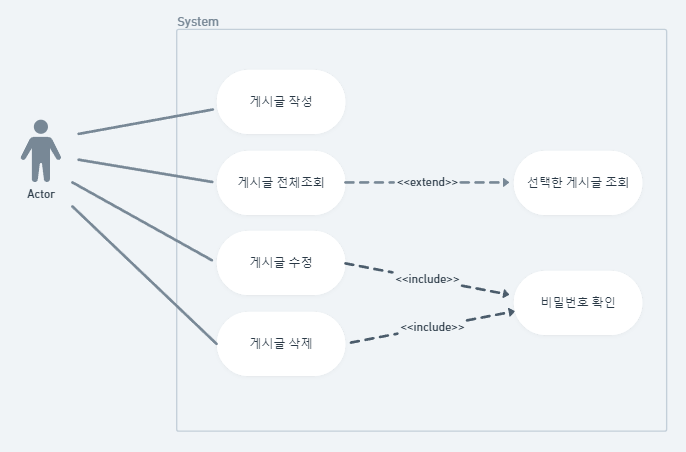 System
게시글 작성
Actor
게시글 전체조회
<<extend>>
선택한 게시글 조회
게시글 수정
<<include>>
비밀번호 확인
<<include>>
게시글 삭제